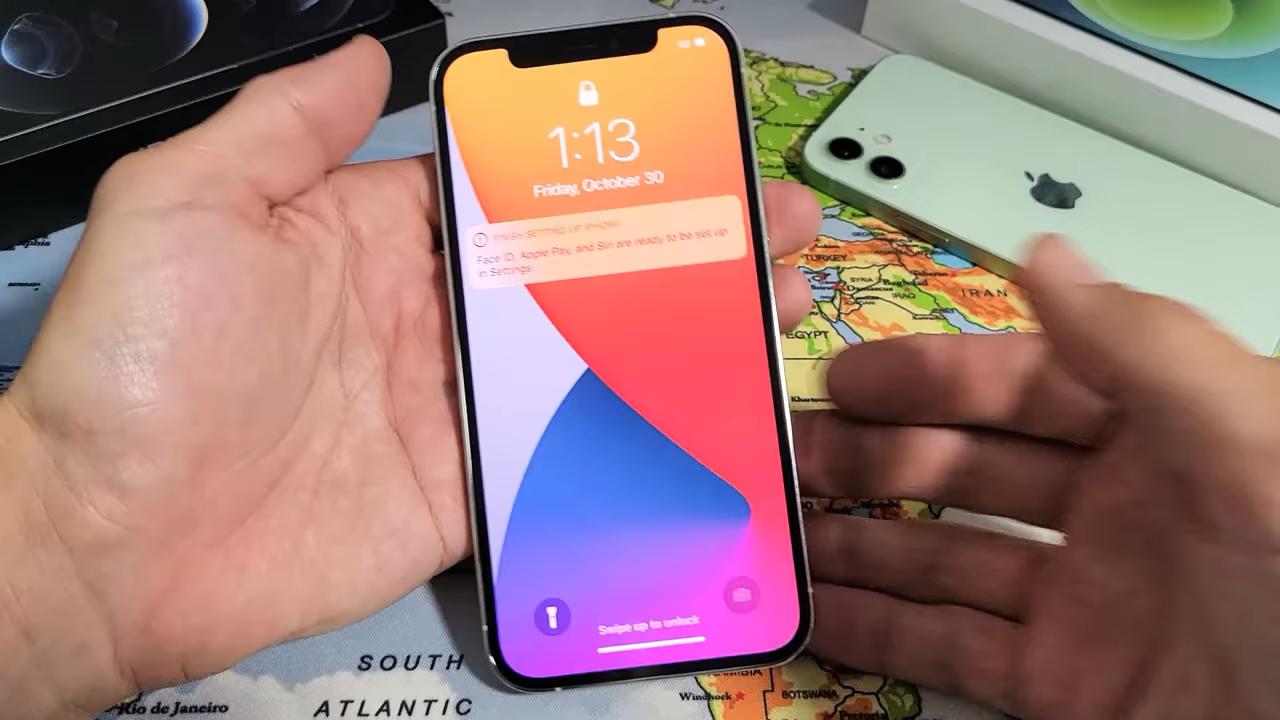 1:13
Friday, October 30
FINISH SETTING UP IPHONE
Face ID, Apple Pay, and Siri are ready to be set up
in Settings.
Swipe up to unlock
TURKEY
SYRIA
Damascus
Baghdad
IRAQ
IRAN
EGYPT
SOUTH
ATLANTIC
Rio de Janeiro
Windhoek
BOTSWANA
Pretoria